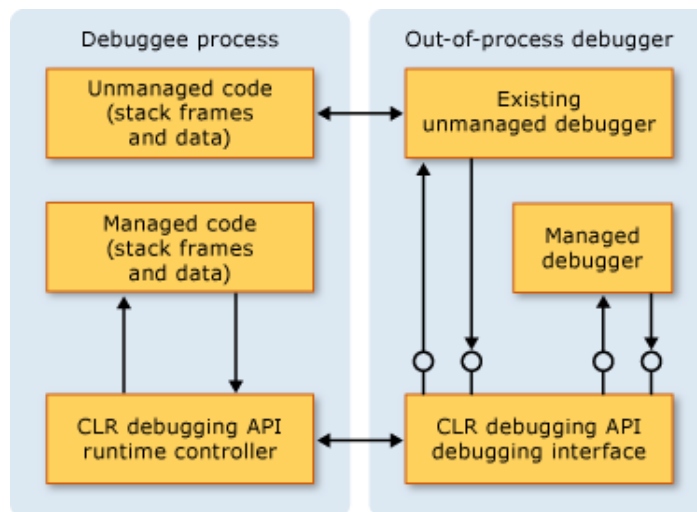 Debuggee process
Unmanaged code
(stack frames
and data)
Managed code
(stack frames
and data)
CLR debugging API
runtime controller
Out-of-process debugger
Existing
unmanaged debugger
Managed
debugger
CLR debugging API
debugging interface